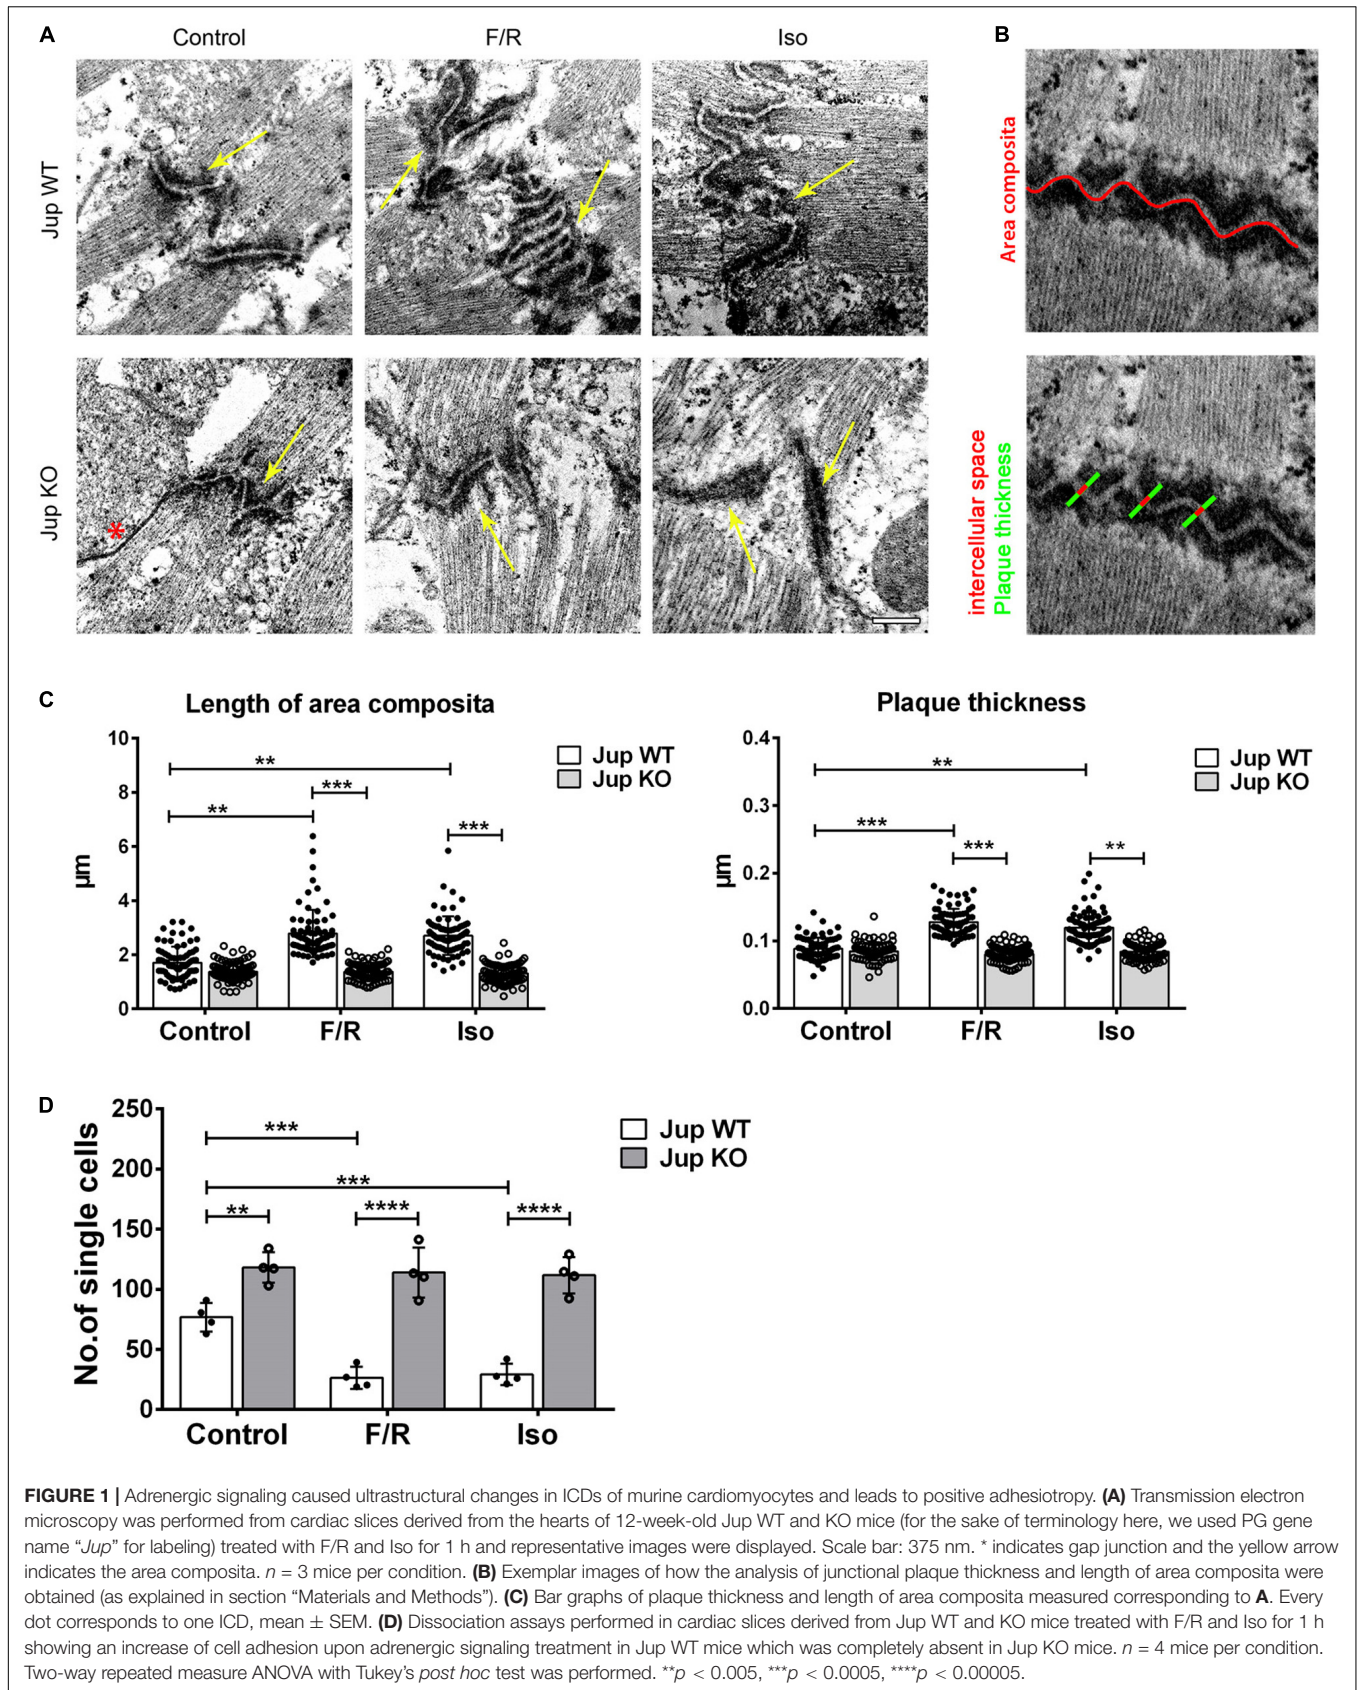 A
Control
F/R
Iso
Jup WT
Jup KO
*
B
Area composita
intercellular space
Plaque thickness
C
Length of area composita
10
8
6
4
2
0
µm
**
**
***
***
Jup WT
Jup KO
Control
F/R
Iso
Plaque thickness
0.4
0.3
0.2
0.1
0.0
µm
**
***
***
**
Jup WT
Jup KO
Control
F/R
Iso
D
250
200
150
100
50
0
No.of single cells
***
***
**
****
****
Jup WT
Jup KO
Control
F/R
Iso
FIGURE 1 | Adrenergic signaling caused ultrastructural changes in ICDs of murine cardiomyocytes and leads to positive adhesiotropy. (A) Transmission electron
microscopy was performed from cardiac slices derived from the hearts of 12-week-old Jup WT and KO mice (for the sake of terminology here, we used PG gene
name “Jup” for labeling) treated with F/R and Iso for 1 h and representative images were displayed. Scale bar: 375 nm. * indicates gap junction and the yellow arrow
indicates the area composita. n = 3 mice per condition. (B) Exemplar images of how the analysis of junctional plaque thickness and length of area composita were
obtained (as explained in section “Materials and Methods”). (C) Bar graphs of plaque thickness and length of area composita measured corresponding to A. Every
dot corresponds to one ICD, mean ± SEM. (D) Dissociation assays performed in cardiac slices derived from Jup WT and KO mice treated with F/R and Iso for 1 h
showing an increase of cell adhesion upon adrenergic signaling treatment in Jup WT mice which was completely absent in Jup KO mice. n = 4 mice per condition.
Two-way repeated measure ANOVA with Tukey’s post hoc test was performed. **p < 0.005, ***p < 0.0005, ****p < 0.00005.